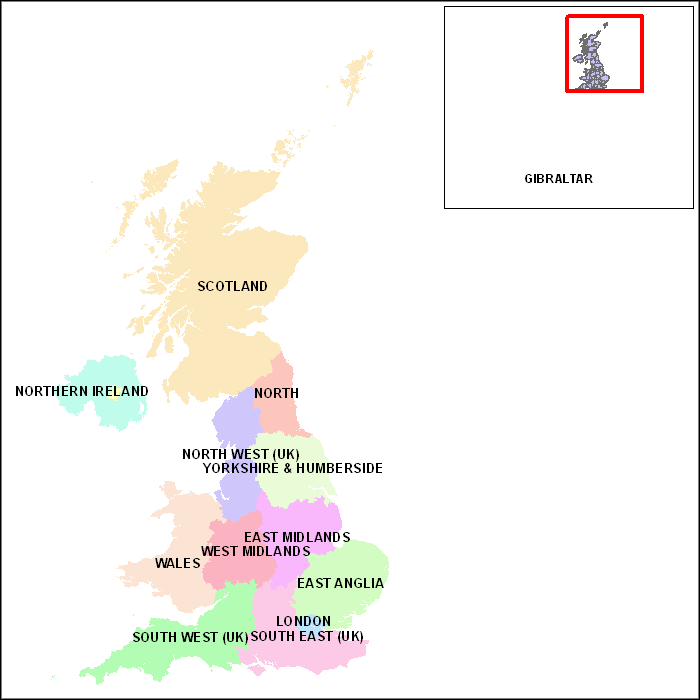 GIBRALTAR
SCOTLAND
NORTHERN IRELAND
NORTH
NORTH WEST (UK)
YORKSHIRE & HUMBERSIDE
EAST MIDLANDS
WEST MIDLANDS
WALES
EAST ANGLIA
LONDON
SOUTH WEST (UK)
SOUTH EAST (UK)